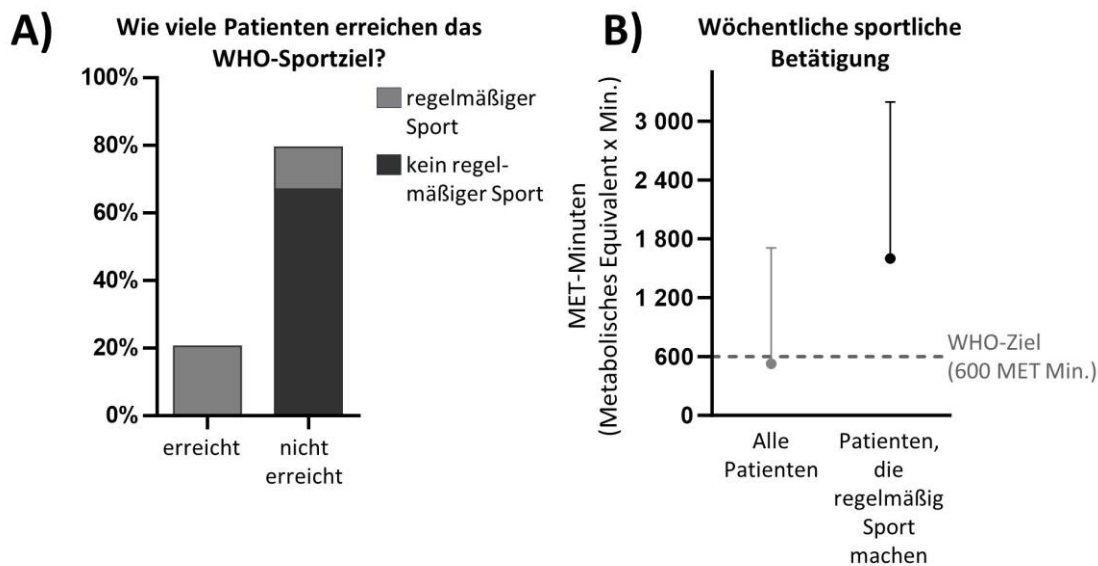 A)
Wie viele Patienten erreichen das
WHO-Sportziel?
100%
80%
60%
40%
20%
0%
erreicht
nicht
erreicht
regelmäßiger
Sport
kein regel-
mäßiger Sport
B)
Wöchentliche sportliche
Betätigung
MET-Minuten
(Metabolisches Equivalent x Min.)
3 000
2 400
1 800
1 200
600
0
WHO-Ziel
(600 MET Min.)
Alle
Patienten
Patienten,
die
regelmäßig
Sport
machen